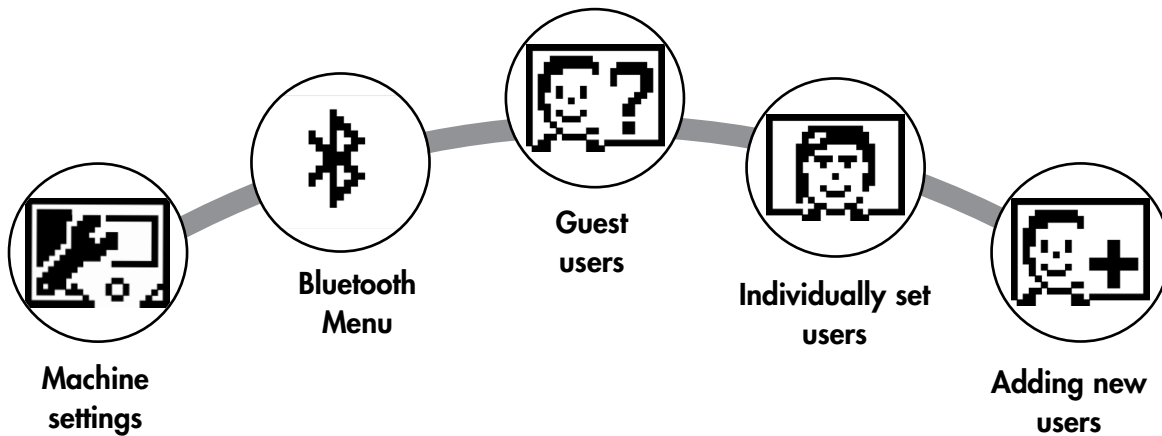 Machine
settings
Bluetooth
Menu
Guest
users
Individually set
users
Adding new
users